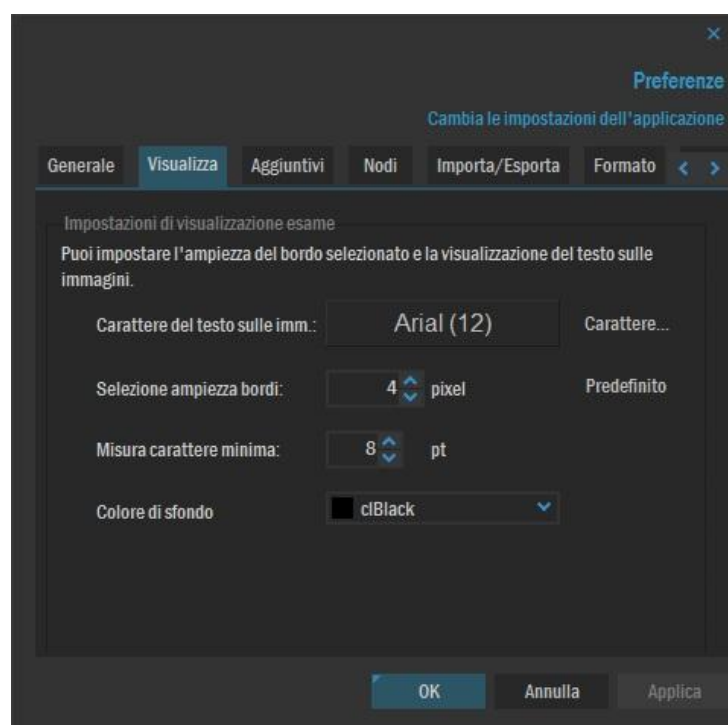 Preferenze
Cambia le impostazioni dell'applicazione
Generale Visualizza Aggiuntivi Nodi Importa/Esporta Formato
Impostazioni di visualizzazione esame
Puoi impostare l'ampiezza del bordo selezionato e la visualizzazione del testo sulle
immagini.
Carattere del testo sulle imm.: Arial (12) Carattere...
Selezione ampiezza bordi: 4 pixel Predefinito
Misura carattere minima: 8 pt
Colore di sfondo clBlack
OK Annulla Applica